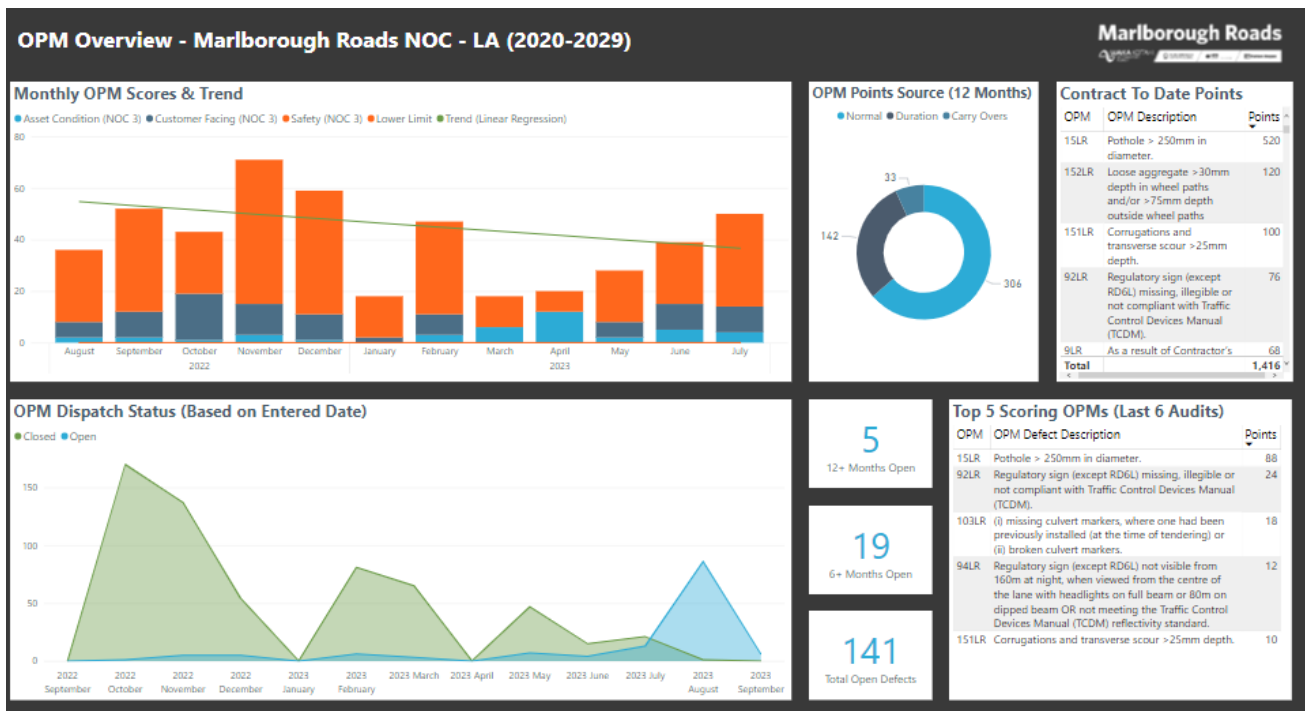 OPM Overview - Marlborough Roads NOC - LA (2020-2029)
Marlborough Roads
Monthly OPM Scores & Trend
Asset Condition (NOC 3) Customer Facing (NOC 3) Safety (NOC 3) Lower Limit Trend (Linear Regression)
80
60
40
20
0
August September October November December January February March April May June July
2022 2023
OPM Points Source (12 Months)
Normal Duration Carry Overs
33
142
306
Contract To Date Points
OPM OPM Description Points
15LR Pothole > 250mm in 520
diameter.
152LR Loose aggregate >30mm 120
depth in wheel paths
and/or >75mm depth
outside wheel paths
151LR Corrugations and 100
transverse scour >25mm
depth.
92LR Regulatory sign (except 76
RD6L) missing, illegible or
not compliant with Traffic
Control Devices Manual
(TCDM).
9LR As a result of Contractor's 68
Total 1,416
OPM Dispatch Status (Based on Entered Date)
Closed Open
150
100
50
0
2022 2022 2022 2022 2023 2023 2023 March 2023 April 2023 May 2023 June 2023 July 2023 2023
September October November December January February August September
5
12+ Months Open
19
6+ Months Open
141
Total Open Defects
Top 5 Scoring OPMs (Last 6 Audits)
OPM OPM Defect Description Points
15LR Pothole > 250mm in diameter. 88
92LR Regulatory sign (except RD6L) missing, illegible or 24
not compliant with Traffic Control Devices Manual
(TCDM).
103LR (i) missing culvert markers, where one had been 18
previously installed (at the time of tendering) or
(ii) broken culvert markers.
94LR Regulatory sign (except RD6L) not visible from 12
160m at night, when viewed from the centre of
the lane with headlights on full beam or 80m on
dipped beam OR not meeting the Traffic Control
Devices Manual (TCDM) reflectivity standard.
151LR Corrugations and transverse scour >25mm depth. 10